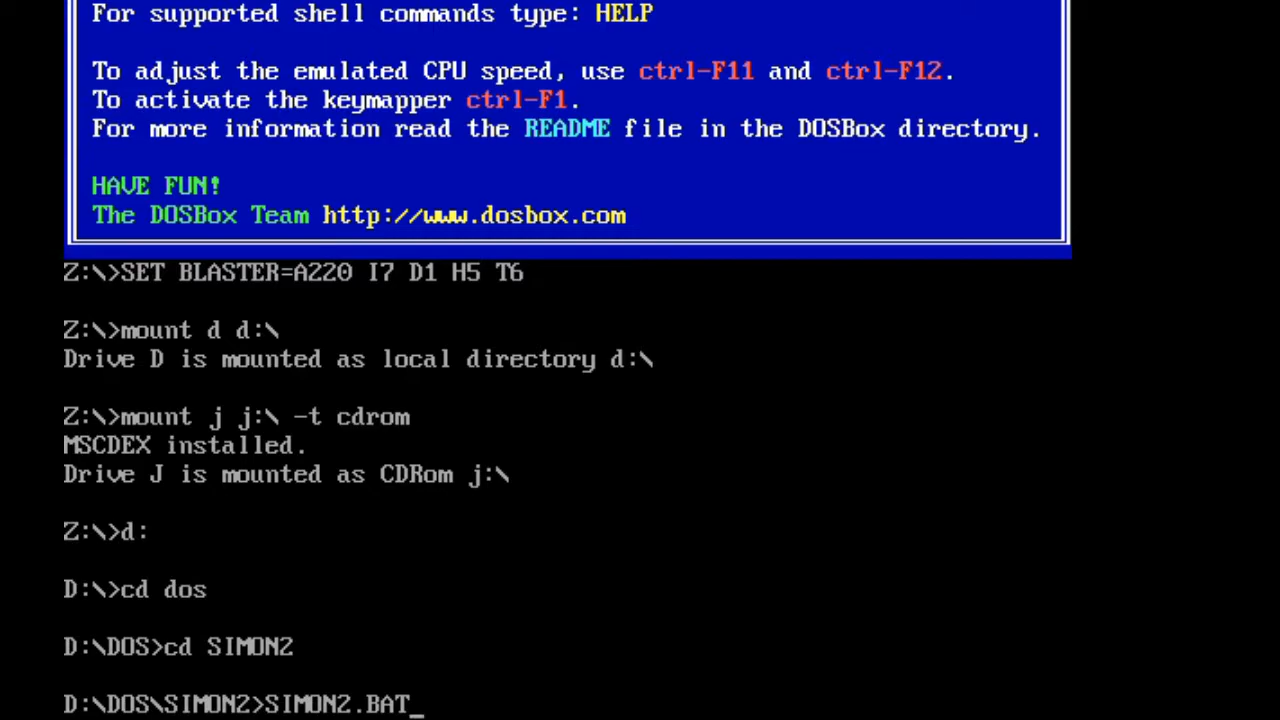 For supported shell commands type: HELP
To adjust the emulated CPU speed, use ctrl-F11 and ctrl-F12.
To activate the keymapper ctrl-F1.
For more information read the README file in the DOSBox directory.
HAVE FUN!
The DOSBox Team http://www.dosbox.com
Z:\>SET BLASTER=A220 I7 D1 H5 T6
Z:\>mount d d:\
Drive D is mounted as local directory d:\
Z:\>mount j j:\ -t cdrom
MSCDEX installed.
Drive J is mounted as CDRom j:\
Z:\>d:
D:\>cd dos
D:\DOS>cd SIMON2
D:\DOS\SIMON2>SIMON2.BAT_